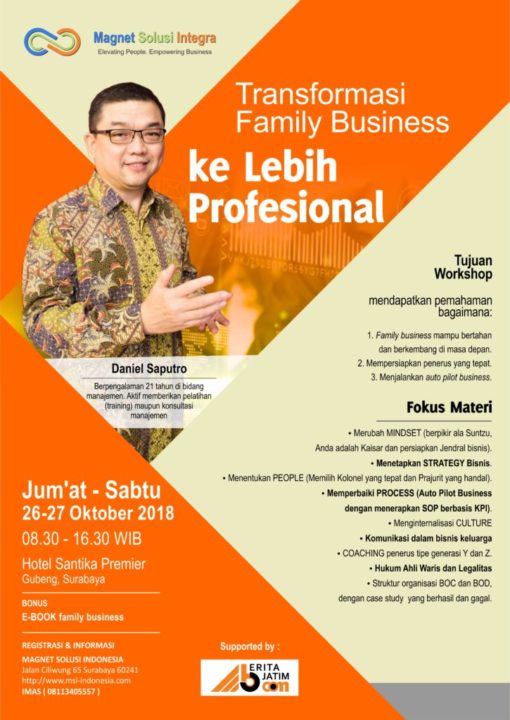 Magnet Solusi Integra
Elevating People. Empowering Business
Transformasi
Family Business
ke Lebih
Profesional
Tujuan
Workshop
mendapatkan pemahaman
bagaimana:
1. Family business mampu bertahan
dan berkembang di masa depan.
2. Mempersiapkan penerus yang tepat.
3. Menjalankan auto pilot business.
Daniel Saputro
Berpengalaman 21 tahun di bidang
manajemen. Aktif memberikan pelatihan
(training) maupun konsultasi
manajemen
Fokus Materi
• Merubah MINDSET (berpikir ala Suntzu,
Anda adalah Kaisar dan persiapkan Jendral bisnis).
• Menetapkan STRATEGY Bisnis.
• Menentukan PEOPLE (Memilih Kolonel yang tepat dan Prajurit yang handal).
• Memperbaiki PROCESS (Auto Pilot Business
dengan menerapkan SOP berbasis KPI).
• Menginternalisasi CULTURE
• Komunikasi dalam bisnis keluarga
• COACHING penerus tipe generasi Y dan Z.
• Hukum Ahli Waris dan Legalitas
• Struktur organisasi BOC dan BOD,
dengan case study yang berhasil dan gagal.
Jum'at - Sabtu
26-27 Oktober 2018
08.30 - 16.30 WIB
Hotel Santika Premier
Gubeng, Surabaya
BONUS
E-BOOK family business
REGISTRASI & INFORMASI
MAGNET SOLUSI INDONESIA
Jalan Ciliwung 65 Surabaya 60241
http://www.msi-indonesia.com
IMAS ( 08113405557 )
Supported by :
BERITA
JATIM
com